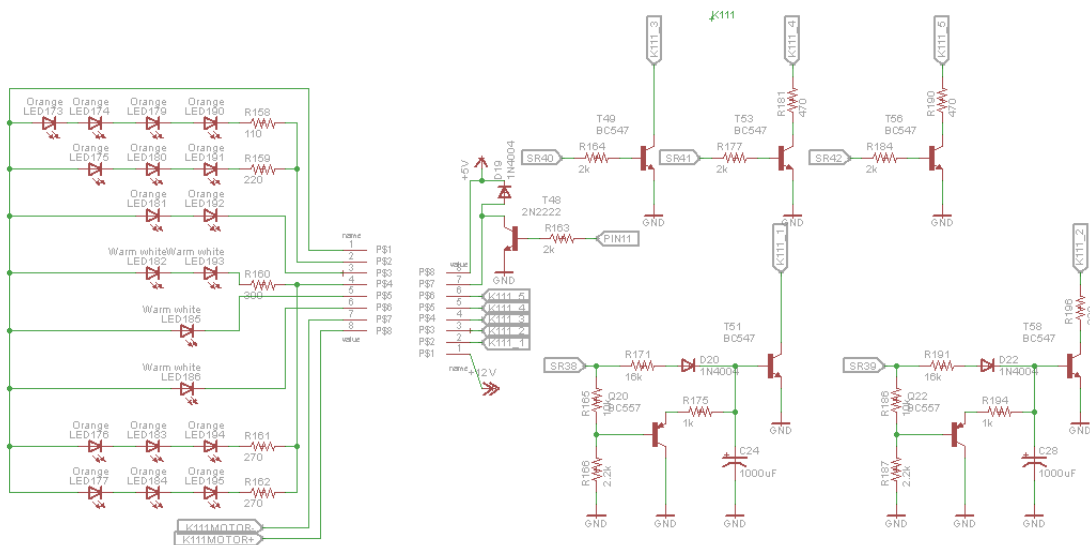 K111
K111_3
K111_4
K111_5
Orange
LED173
Orange
LED174
Orange
LED179
Orange
LED190
R158
110
Orange
LED175
Orange
LED180
Orange
LED191
R159
220
Orange
LED181
Orange
LED192
Warm white
LED182
Warm white
LED193
R160
300
Warm white
LED185
Warm white
LED186
Orange
LED176
Orange
LED183
Orange
LED194
R161
270
Orange
LED177
Orange
LED184
Orange
LED195
R162
270
K111MOTOR-
K111MOTOR+
name
1
2
3
4
5
6
7
8
value
P$1
P$2
P$3
P$4
P$5
P$6
P$7
P$8
+5V
D19
1N4004
T48
2N2222
R163
2k
PIN11
GND
value
P$8
P$7
P$6
P$5
P$4
P$3
P$2
P$1
8
7
6
5
4
3
2
1
name
K111_5
K111_4
K111_3
K111_2
K111_1
+12V
SR40
R164
2k
T49
BC547
GND
SR41
R177
2k
T53
BC547
R181
470
GND
SR42
R184
2k
T56
BC547
R190
470
GND
K111_1
SR38
R171
16k
D20
1N4004
T51
BC547
R165
10k
Q20
BC557
R175
1k
R166
2.2k
C24
1000uF
GND
GND
GND
GND
K111_2
R196
SR39
R191
16k
D22
1N4004
T58
BC547
R186
10k
Q22
BC557
R194
1k
R187
2.2k
C28
1000uF
GND
GND
GND
GND